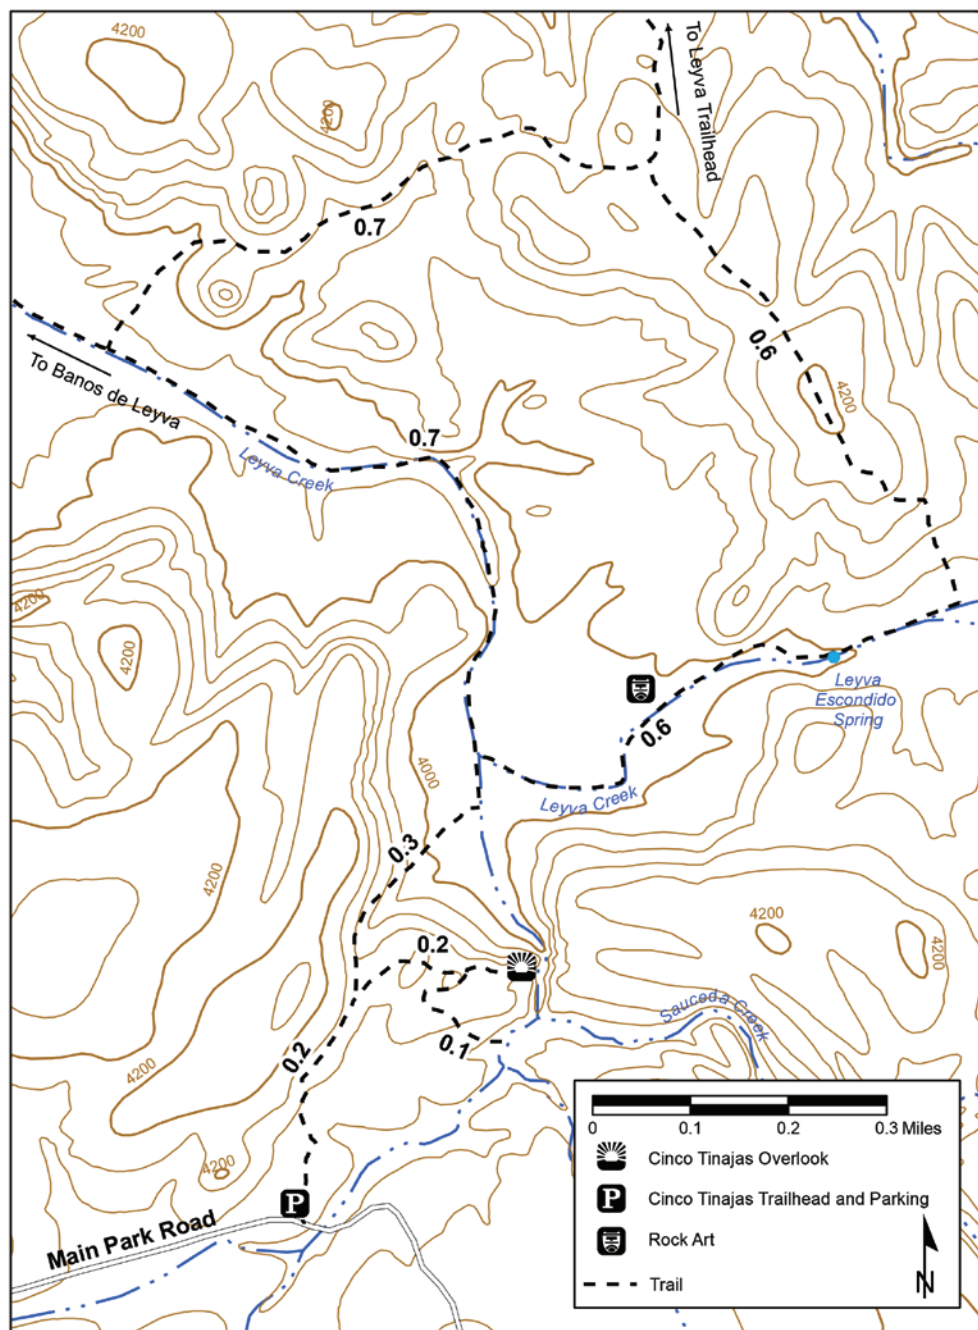 4200
4200
To Leyva Trailhead
0.7
0.6
4200
To Banos de Leyva
0.7
Leyva Creek
4200
4200
Leyva
Escondido
Spring
0.6
4000
Leyva Creek
0.3
4200
4200
4200
0.2
Sauceda Creek
0.1
0.2
4200
4200
P
Main Park Road
0 0.1 0.2 0.3 Miles
Cinco Tinajas Overlook
P Cinco Tinajas Trailhead and Parking
Rock Art
Trail
N